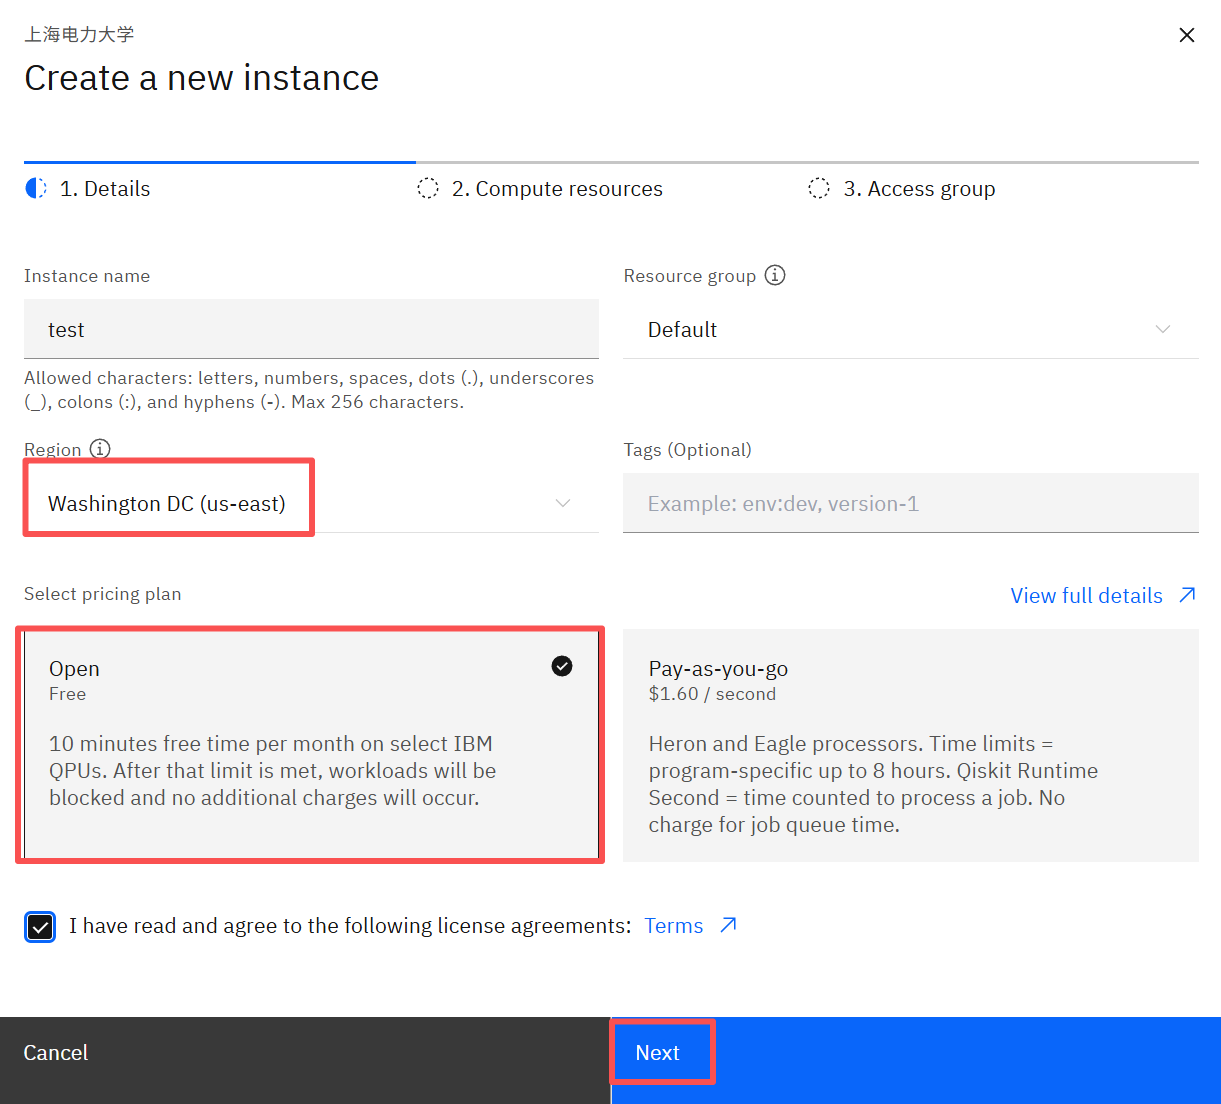 上海电力大学
Create a new instance
1. Details
2. Compute resources
3. Access group
Instance name
Resource group
test
Default
Allowed characters: letters, numbers, spaces, dots (.), underscores
(_), colons (:), and hyphens (-). Max 256 characters.
Region
Tags (Optional)
Washington DC (us-east)
Example: env:dev, version-1
Select pricing plan
View full details
Open
Free
10 minutes free time per month on select IBM
QPUs. After that limit is met, workloads will be
blocked and no additional charges will occur.
Pay-as-you-go
$1.60 / second
Heron and Eagle processors. Time limits =
program-specific up to 8 hours. Qiskit Runtime
Second = time counted to process a job. No
charge for job queue time.
I have read and agree to the following license agreements: Terms
Cancel
Next